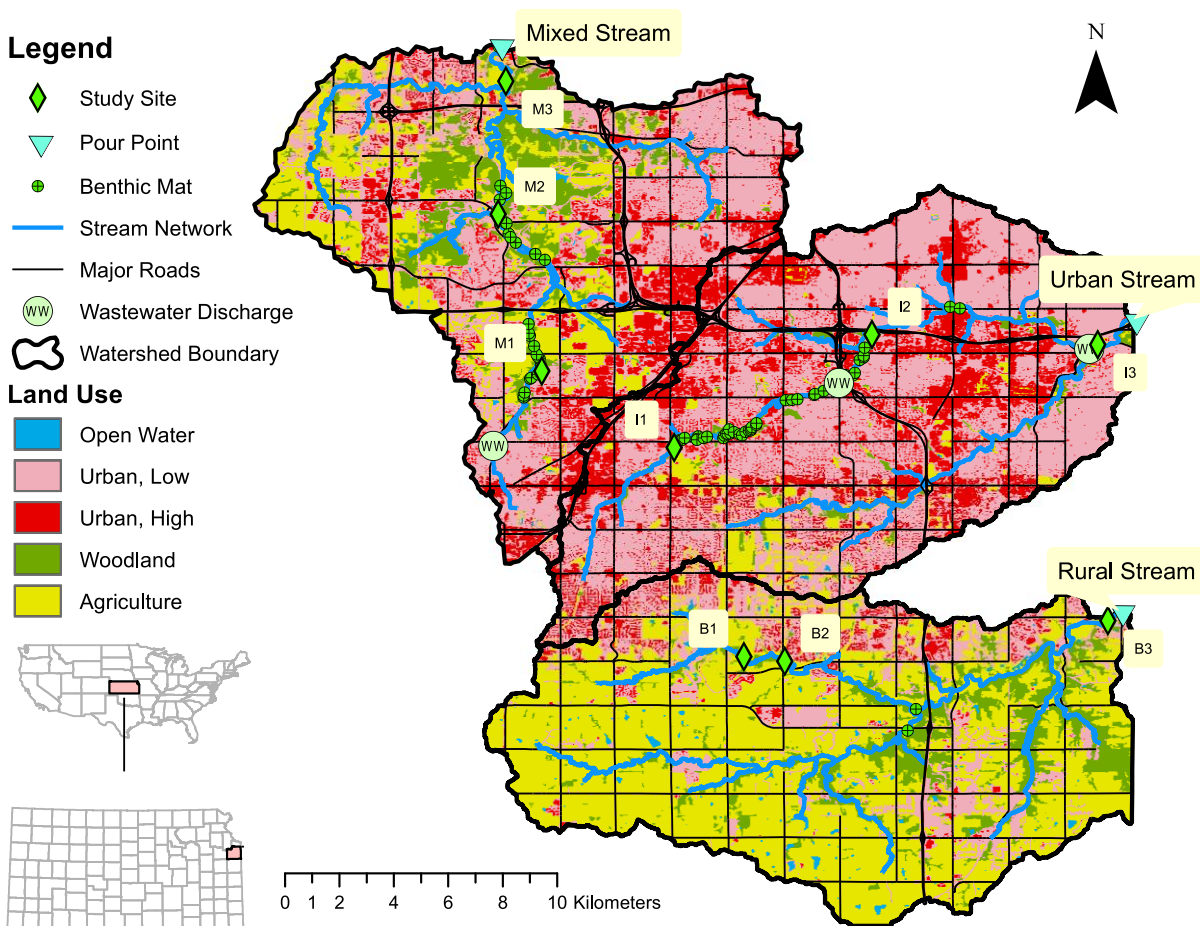 Legend
Study Site
Pour Point
Benthic Mat
Stream Network
Major Roads
WW Wastewater Discharge
Watershed Boundary
Land Use
Open Water
Urban, Low
Urban, High
Woodland
Agriculture
Mixed Stream
N
M3
M2
Urban Stream
I2
M1
WW
I3
WW
I1
WW
Rural Stream
B1
B2
B3
0 1 2 4 6 8 10 Kilometers